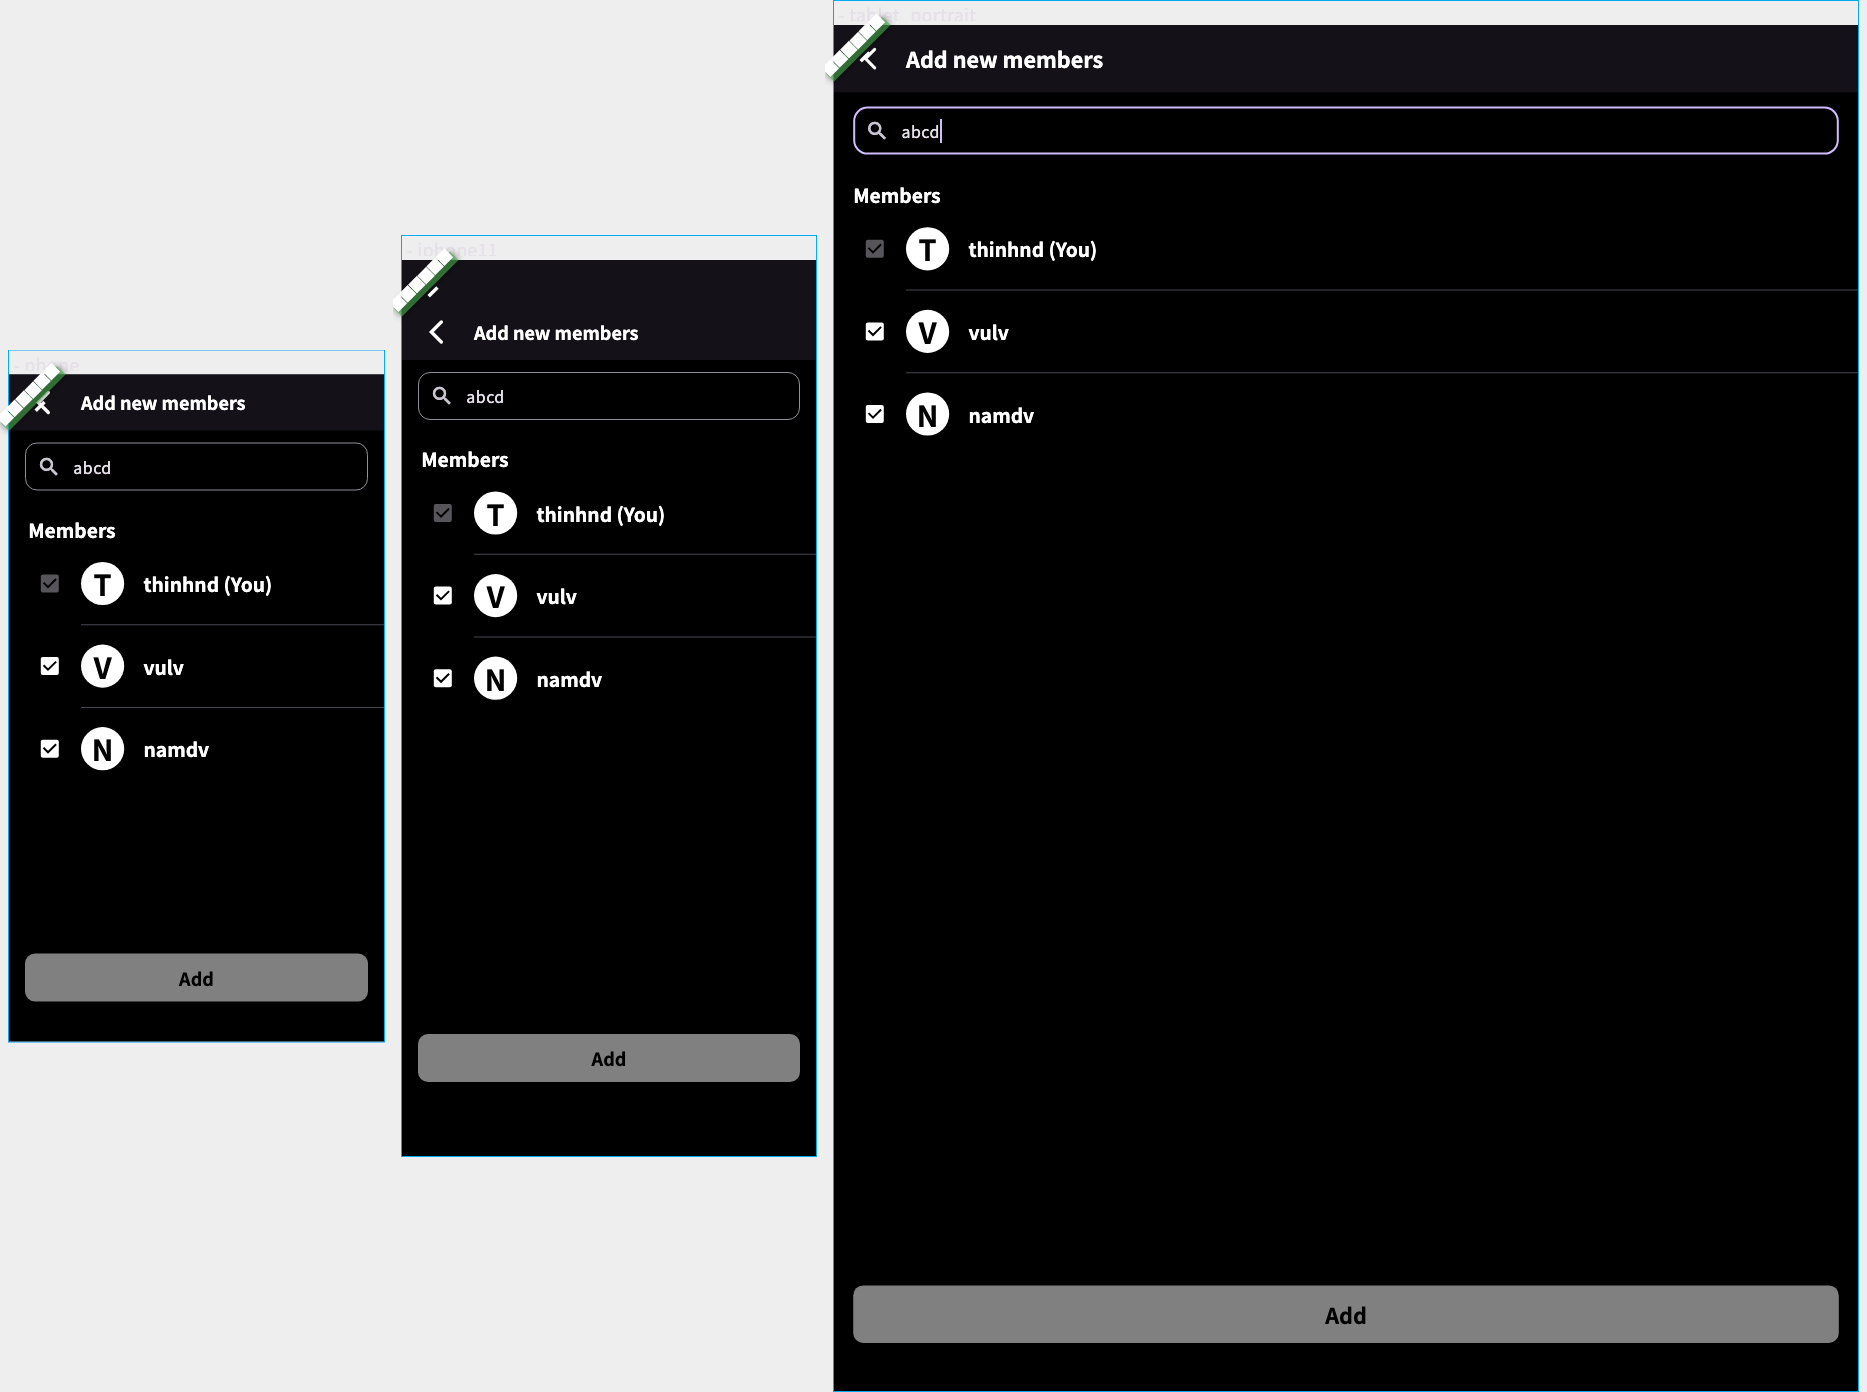 - phone
Add new members
abcd
Members
T thinhnd (You)
V vulv
N namdv
Add
- iphone11
Add new members
abcd
Members
T thinhnd (You)
V vulv
N namdv
Add
- tablet_portrait
Add new members
abcd
Members
T thinhnd (You)
V vulv
N namdv
Add